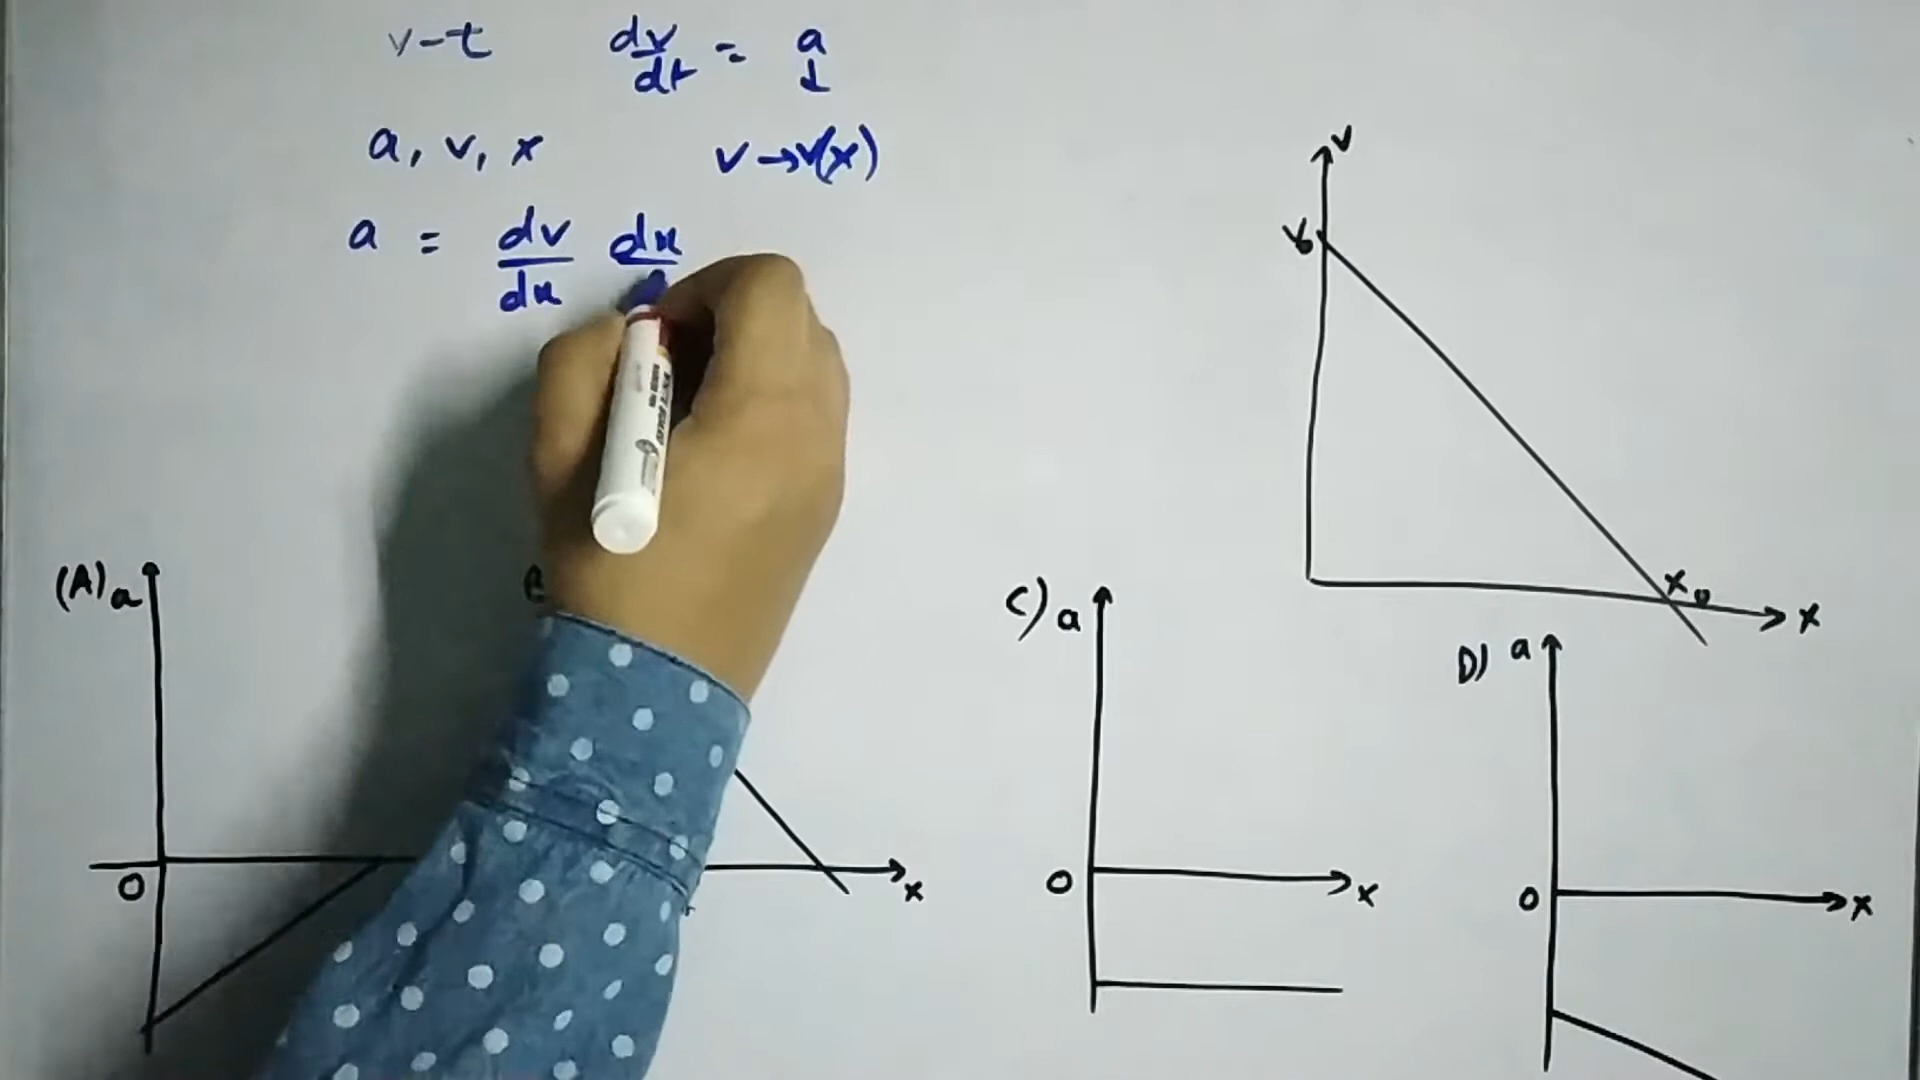 v-t dv/dt = a
↓
a, v, x v→v(x)
a = dv/dx dx
v
v₀
x₀
x
(A) a
0
x
C) a
0
x
D) a
0
x